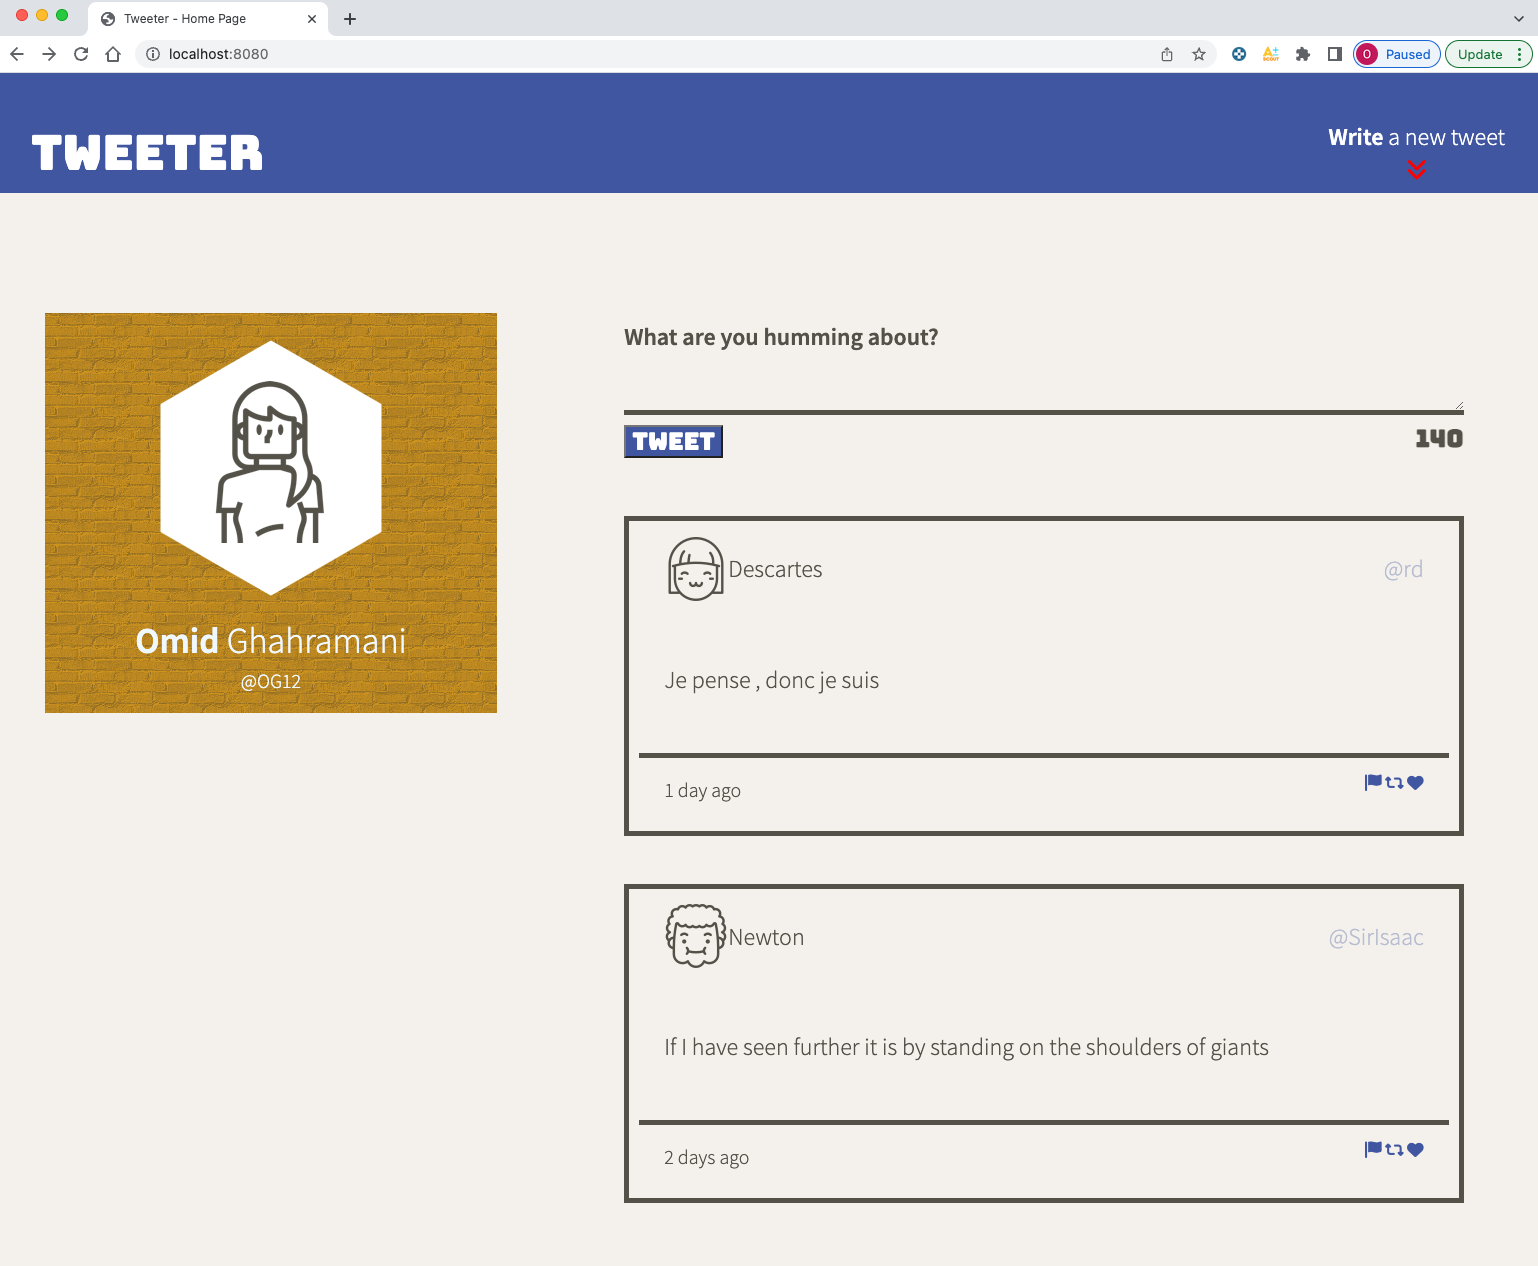 Tweeter - Home Page
localhost:8080
O Paused
Update
TWEETER
Write a new tweet
Omid Ghahramani
@OG12
What are you humming about?
TWEET
140
Descartes
@rd
Je pense , donc je suis
1 day ago
Newton
@SirIsaac
If I have seen further it is by standing on the shoulders of giants
2 days ago